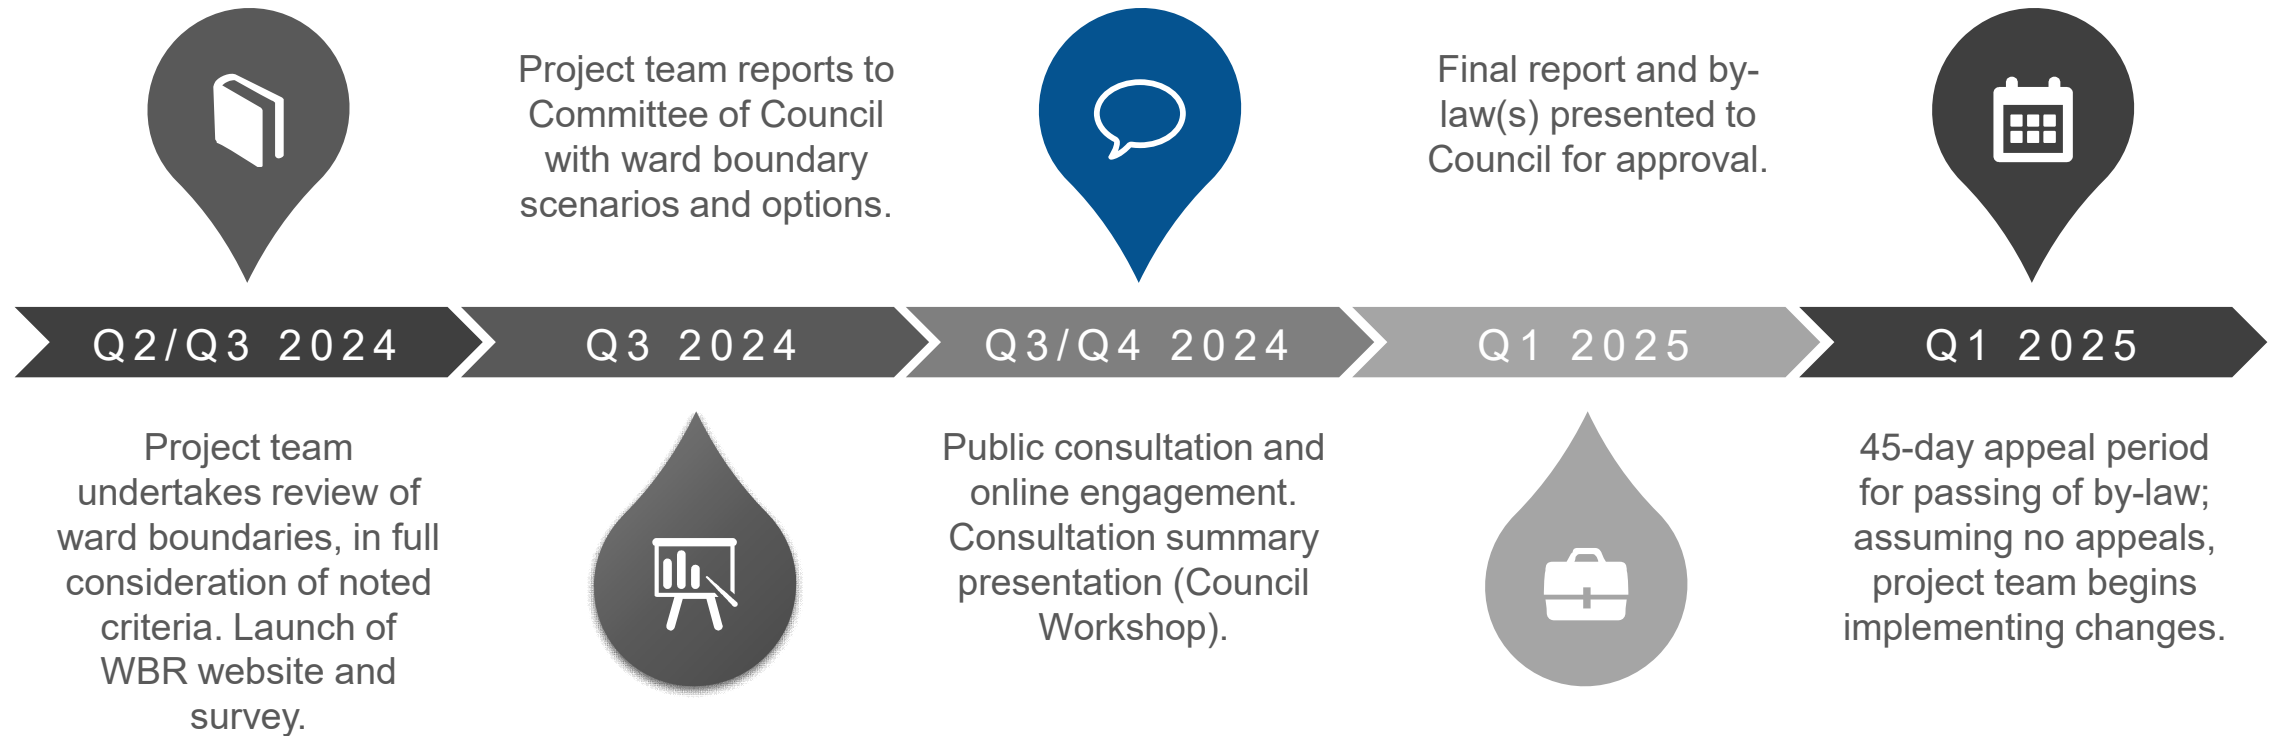 Project team reports to
Committee of Council
with ward boundary
scenarios and options.
Final report and by-
law(s) presented to
Council for approval.
Q2/Q3 2024
Q3 2024
Q3/Q4 2024
Q1 2025
Q1 2025
Project team
undertakes review of
ward boundaries, in full
consideration of noted
criteria. Launch of
WBR website and
survey.
Public consultation and
online engagement.
Consultation summary
presentation (Council
Workshop).
45-day appeal period
for passing of by-law;
assuming no appeals,
project team begins
implementing changes.